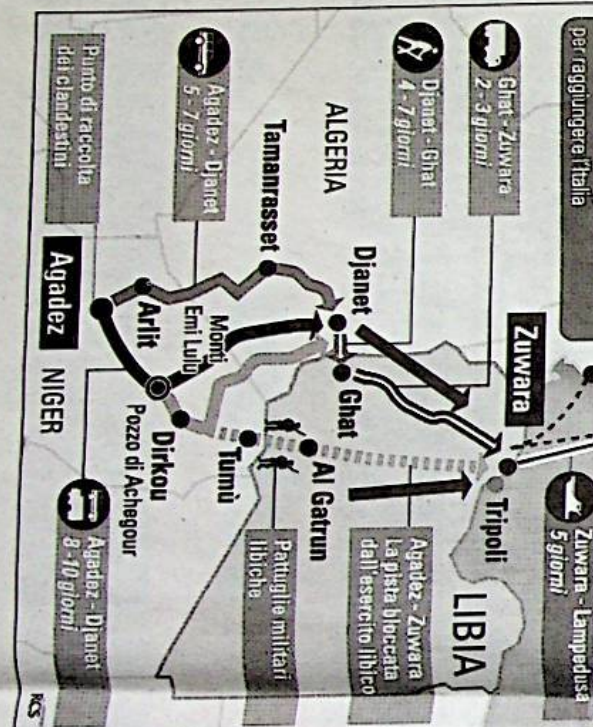 per raggiungere l'Italia
Ghat - Zuwara
2 - 3 giorni
Djanet - Ghat
4 - 7 giorni
ALGERIA
Tamanrasset
Agadez - Djanet
5 - 7 giorni
Punto di raccolta
dei clandestini
Zuwara
Djanet
Ghat
Monti
Emi Lulu
Arlit
Agadez
NIGER
Dirkou
Pozzo di Achegour
Tumù
Al Gatrun
Tripoli
Zuwara - Lampedusa
5 giorni
LIBIA
Agadez - Zuwara
La pista bloccata
dall'esercito libico
Pattuglie militari
libiche
Agadez - Djanet
8 - 10 giorni
RCS